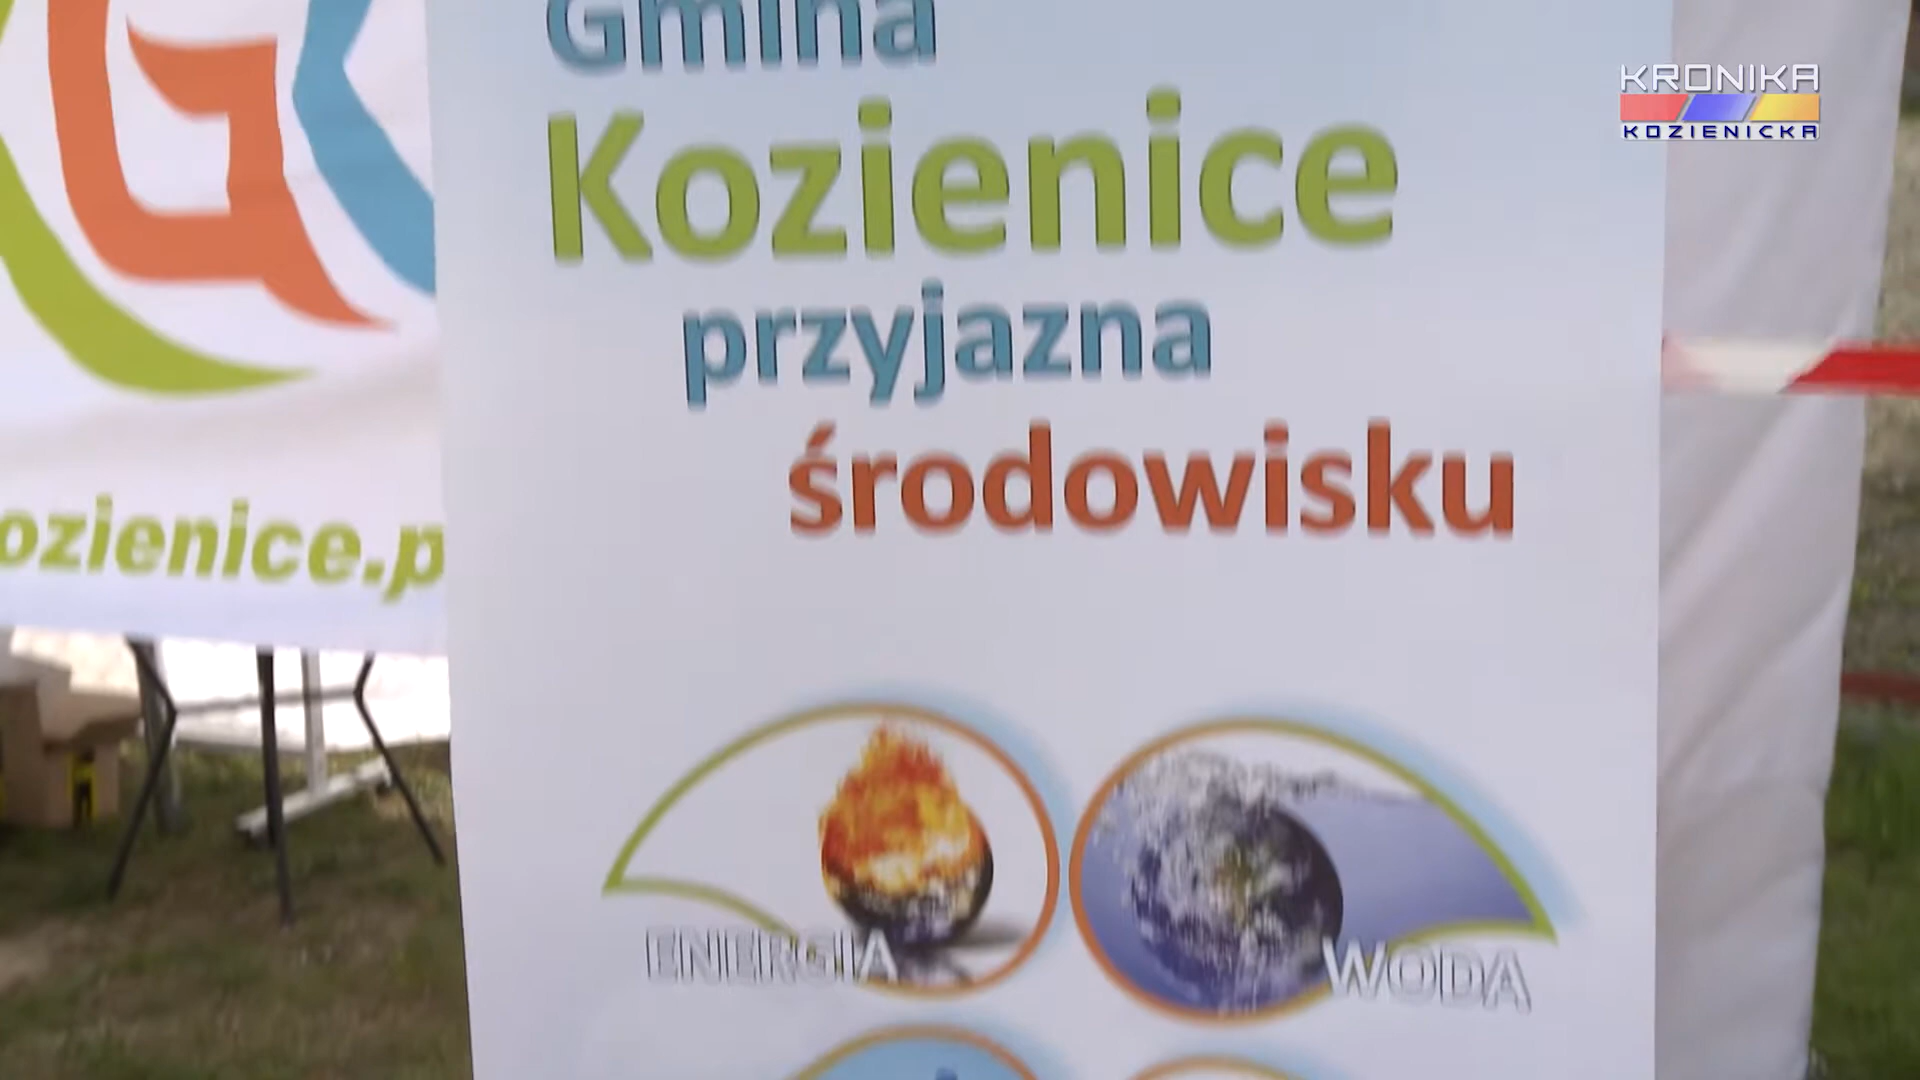 Gmina
Kozienice
przyjazna
środowisku
ENERGIA
WODA
ozienice.p
G
KRONIKA
KOZIENICKA